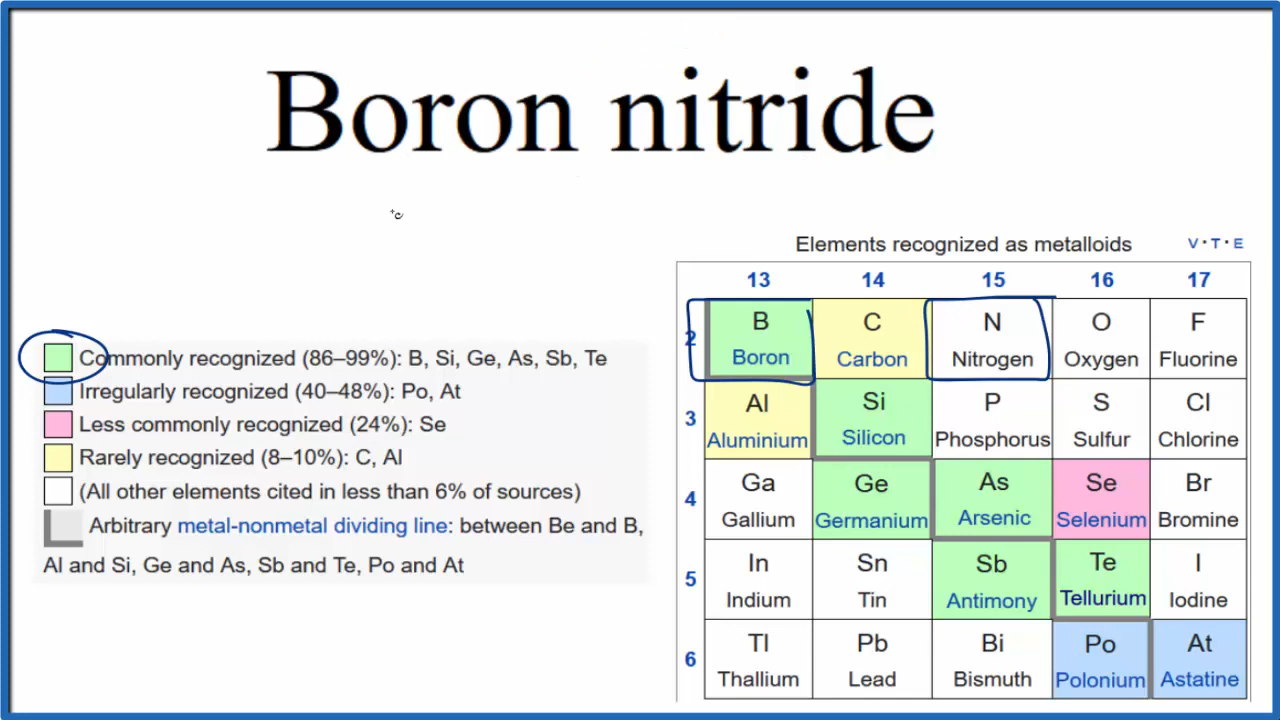 Boron nitride
Commonly recognized (86–99%): B, Si, Ge, As, Sb, Te
Irregularly recognized (40–48%): Po, At
Less commonly recognized (24%): Se
Rarely recognized (8–10%): C, Al
(All other elements cited in less than 6% of sources)
Arbitrary metal-nonmetal dividing line: between Be and B,
Al and Si, Ge and As, Sb and Te, Po and At
Elements recognized as metalloids V·T·E
13 14 15 16 17
2
B C N O F
Boron Carbon Nitrogen Oxygen Fluorine
3
Al Si P S Cl
Aluminium Silicon Phosphorus Sulfur Chlorine
4
Ga Ge As Se Br
Gallium Germanium Arsenic Selenium Bromine
5
In Sn Sb Te I
Indium Tin Antimony Tellurium Iodine
6
Tl Pb Bi Po At
Thallium Lead Bismuth Polonium Astatine